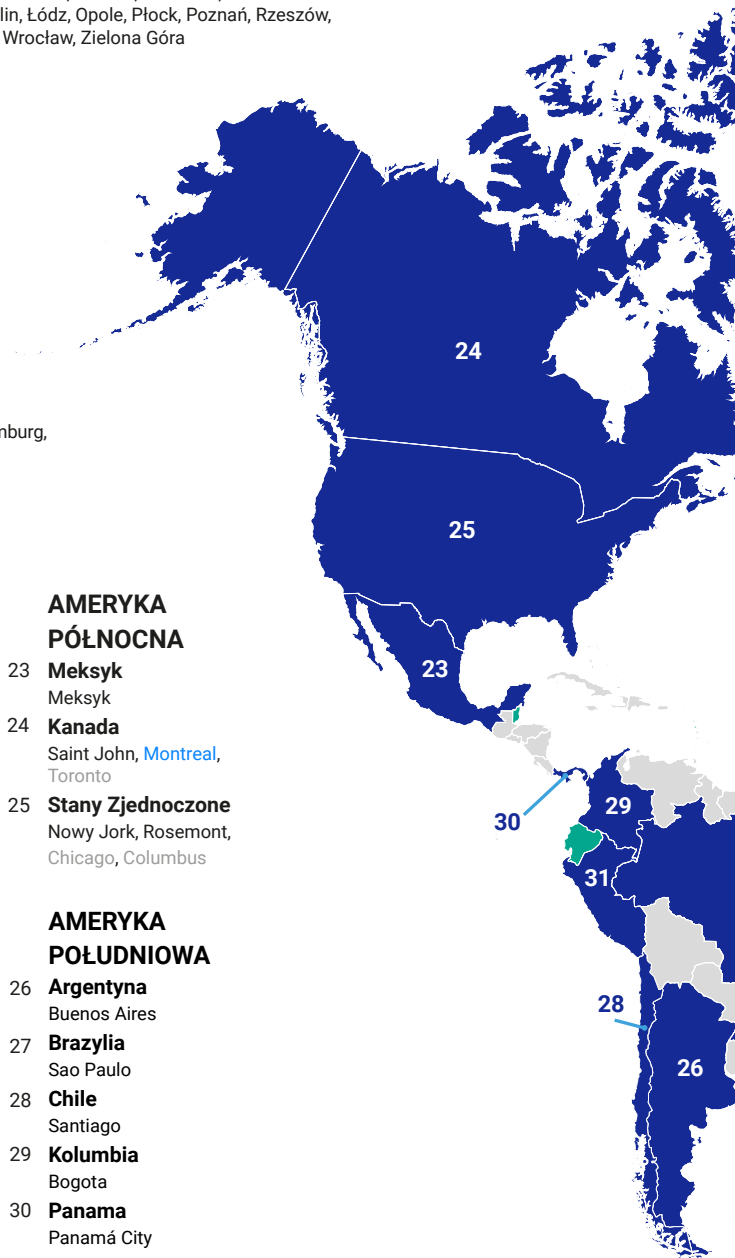 lin, Łódz, Opole, Płock, Poznań, Rzeszów,
Wrocław, Zielona Góra
24
nburg,
25
AMERYKA
PÓŁNOCNA
23 Meksyk
Meksyk
23
24 Kanada
Saint John, Montreal,
Toronto
25 Stany Zjednoczone
Nowy Jork, Rosemont,
Chicago, Columbus
30
29
31
AMERYKA
POŁUDNIOWA
26 Argentyna
Buenos Aires
28
27 Brazylia
Sao Paulo
26
28 Chile
Santiago
29 Kolumbia
Bogota
30 Panama
Panamá City